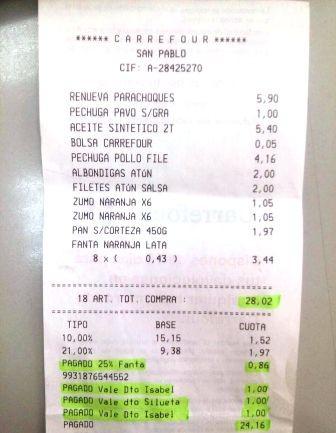 ****** C A R R E F O U R ******
SAN PABLO
CIF: A-28425270
RENUEVA PARACHOQUES 5,90
PECHUGA PAVO S/GRA 1,00
ACEITE SINTETICO 2T 5,40
BOLSA CARREFOUR 0,05
PECHUGA POLLO FILE 4,16
ALBONDIGAS ATúN 2,00
FILETES ATúN SALSA 2,00
ZUMO NARANJA X6 1,05
ZUMO NARANJA X6 1,05
PAN S/CORTEZA 450G 1,97
FANTA NARANJA LATA
8 x ( 0,43 ) 3,44
18 ART. TOT. COMPRA : 28,02
TIPO BASE CUOTA
10,00% 15,15 1,52
21,00% 9,38 1,97
PAGADO 25% Fanta 0,86
9931876544552
PAGADO Vale Dto Isabel 1,00
PAGADO Vale dto Silueta 1,00
PAGADO Vale Dto Isabel 1,00
PAGADO 24,16